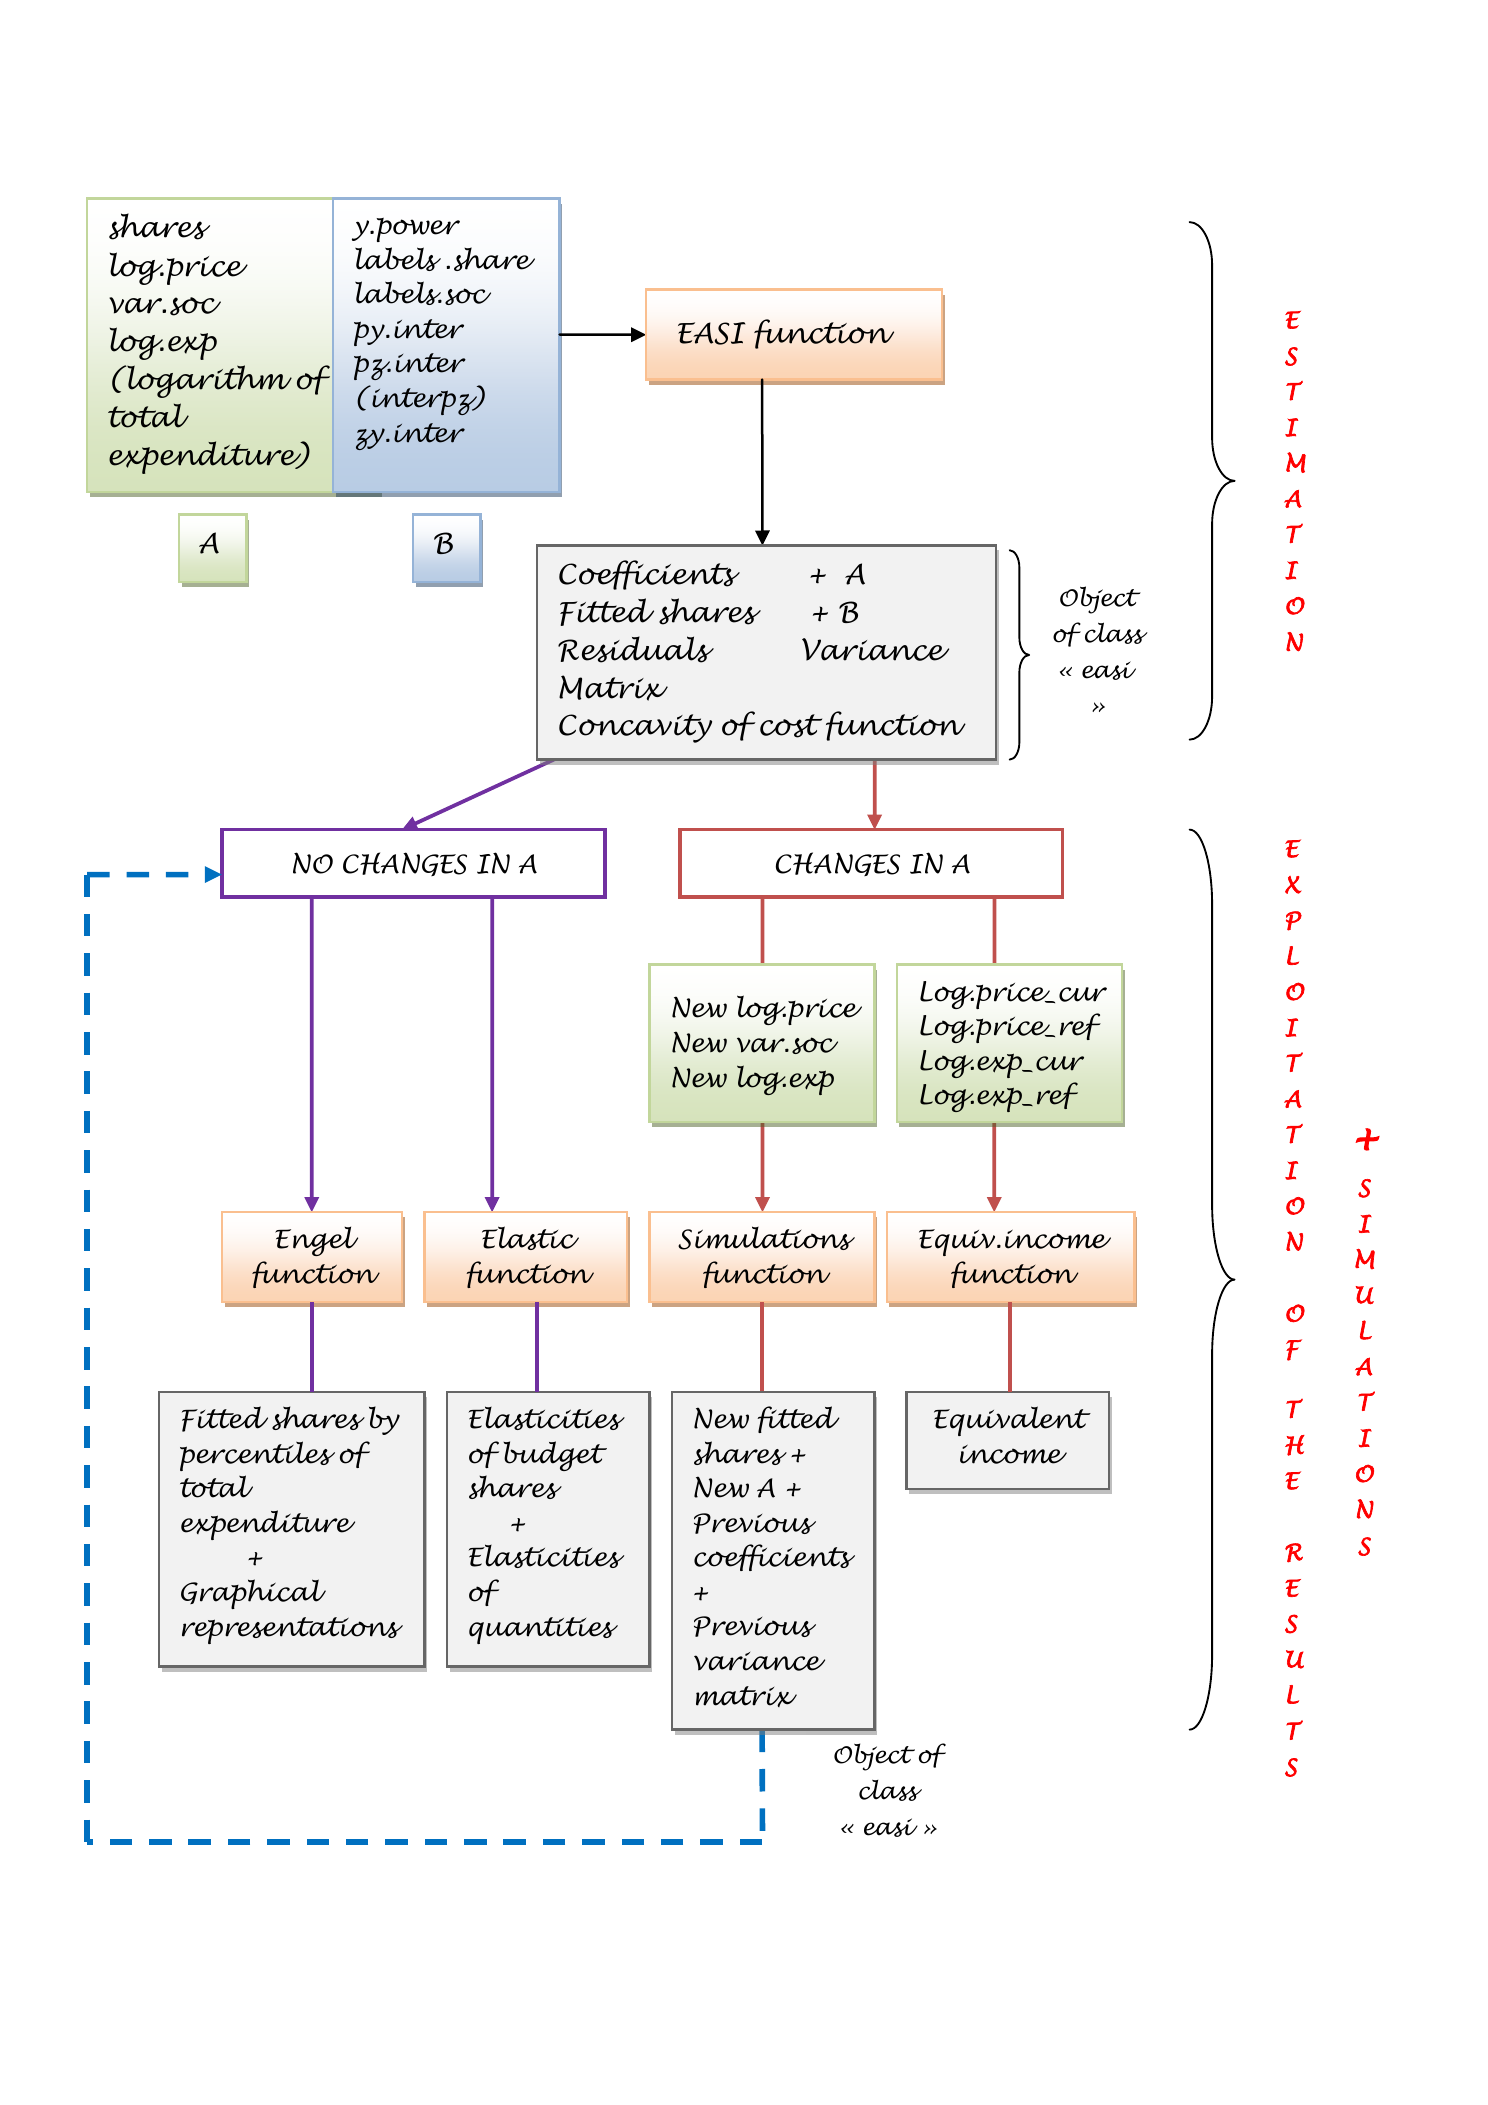 shares
log.price
var.soc
log.exp
(logarithm of
total
expenditure)
A
y.power
labels .share
labels.soc
py.inter
pz.inter
(interpz)
zy.inter
B
EASI function
Coefficients + A
Fitted shares + B
Residuals Variance
Matrix
Concavity of cost function
Object
of class
« easi
»
ESTIMATION
NO CHANGES IN A
CHANGES IN A
New log.price
New var.soc
New log.exp
Log.price_cur
Log.price_ref
Log.exp_cur
Log.exp_ref
Engel
function
Elastic
function
Simulations
function
Equiv.income
function
Fitted shares by
percentiles of
total
expenditure
+
Graphical
representations
Elasticities
of budget
shares
+
Elasticities
of
quantities
New fitted
shares +
New A +
Previous
coefficients
+
Previous
variance
matrix
Equivalent
income
Object of
class
« easi »
EXPLOITATION OF THE RESULTS
+ SIMULATIONS